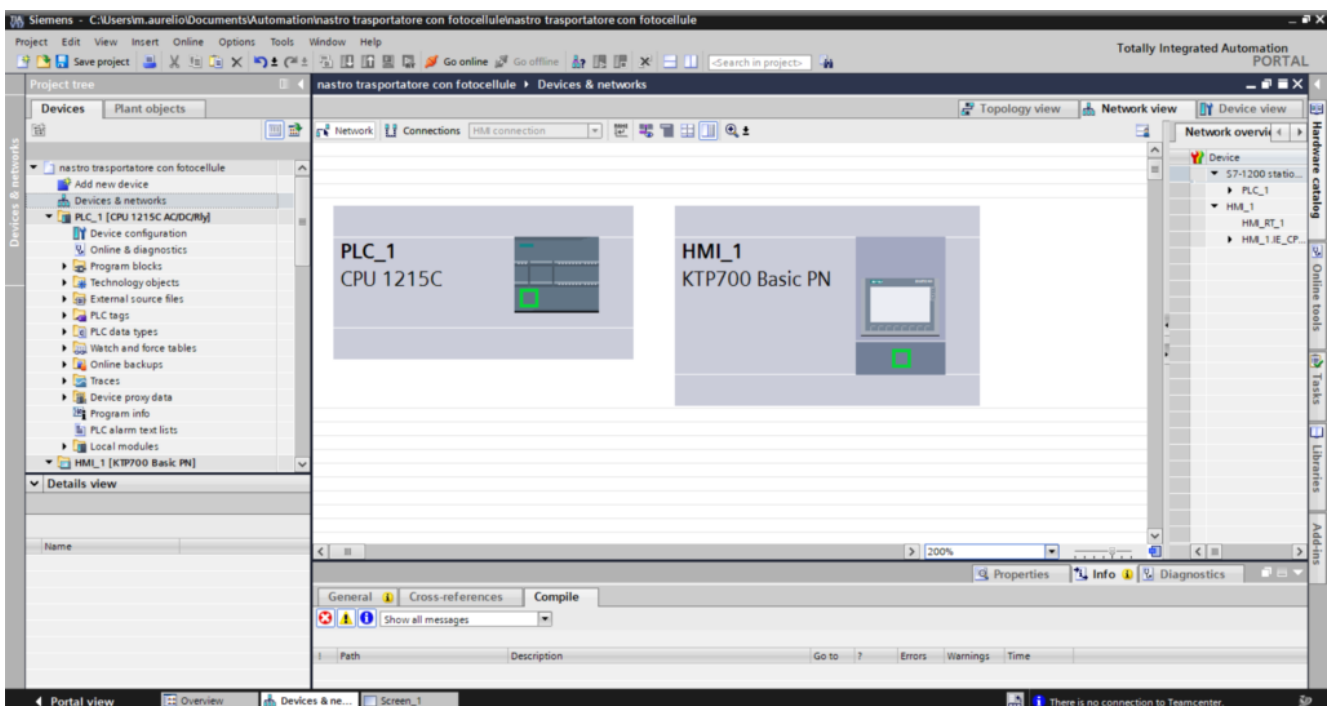 Siemens - C:\Users\m.aurelio\Documents\Automation\nastro trasportatore con fotocellule\nastro trasportatore con fotocellule
Project Edit View Insert Online Options Tools Window Help
Totally Integrated Automation
PORTAL
Save project
Go online
Go offline
<Search in project>
Project tree
nastro trasportatore con fotocellule ▸ Devices & networks
Devices
Plant objects
Topology view
Network view
Device view
Network
Connections
HMI connection
Network overvie
Devices & networks
nastro trasportatore con fotocellule
Add new device
Devices & networks
PLC_1 [CPU 1215C AC/DC/Rly]
Device configuration
Online & diagnostics
Program blocks
Technology objects
External source files
PLC tags
PLC data types
Watch and force tables
Online backups
Traces
Device proxy data
Program info
PLC alarm text lists
Local modules
HMI_1 [KTP700 Basic PN]
PLC_1
CPU 1215C
HMI_1
KTP700 Basic PN
Device
S7-1200 statio...
PLC_1
HMI_1
HMI_RT_1
HMI_1.IE_CP...
Hardware catalog
Online tools
Tasks
Libraries
Add-ins
Details view
Name
200%
Properties
Info
Diagnostics
General
Cross-references
Compile
Show all messages
! Path Description Go to ? Errors Warnings Time
Portal view
Overview
Devices & ne...
Screen_1
There is no connection to Teamcenter.